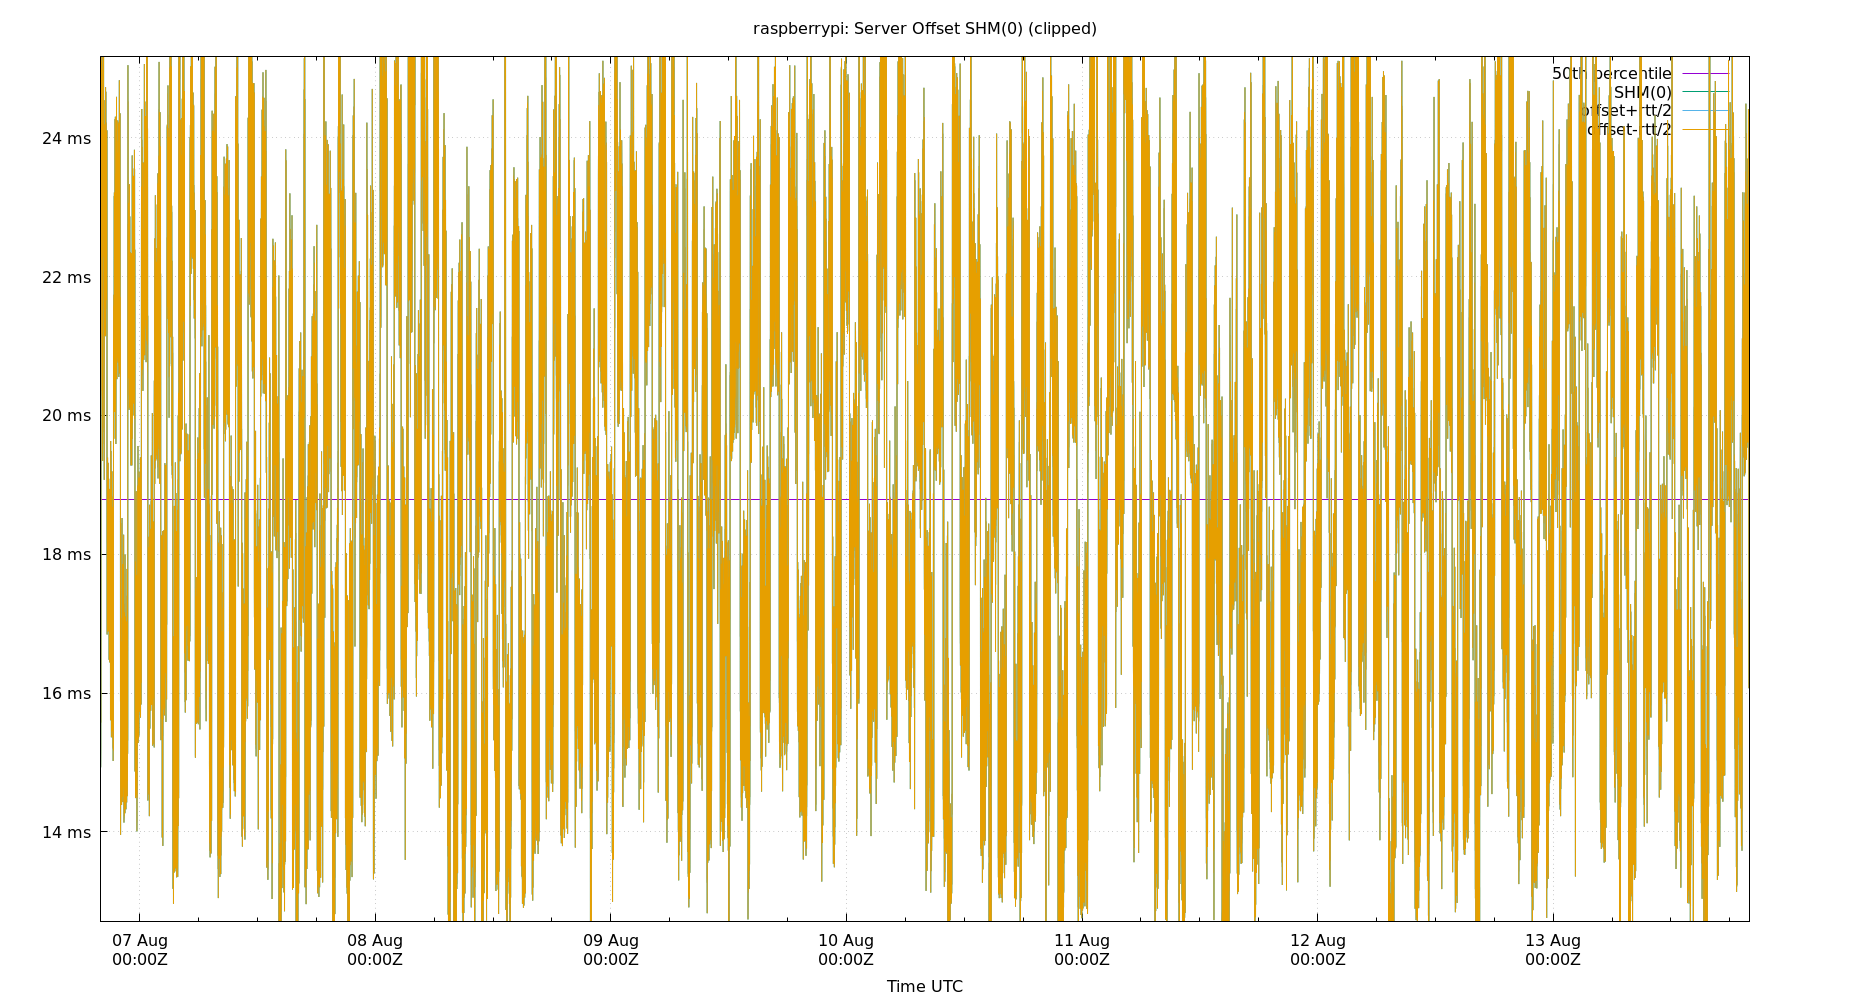 raspberrypi: Server Offset SHM(0) (clipped)
50th percentile
SHM(0)
offset+rtt/2
offset-rtt/2
24 ms
22 ms
20 ms
18 ms
16 ms
14 ms
07 Aug 08 Aug 09 Aug 10 Aug 11 Aug 12 Aug 13 Aug
00:00Z 00:00Z 00:00Z 00:00Z 00:00Z 00:00Z 00:00Z
Time UTC